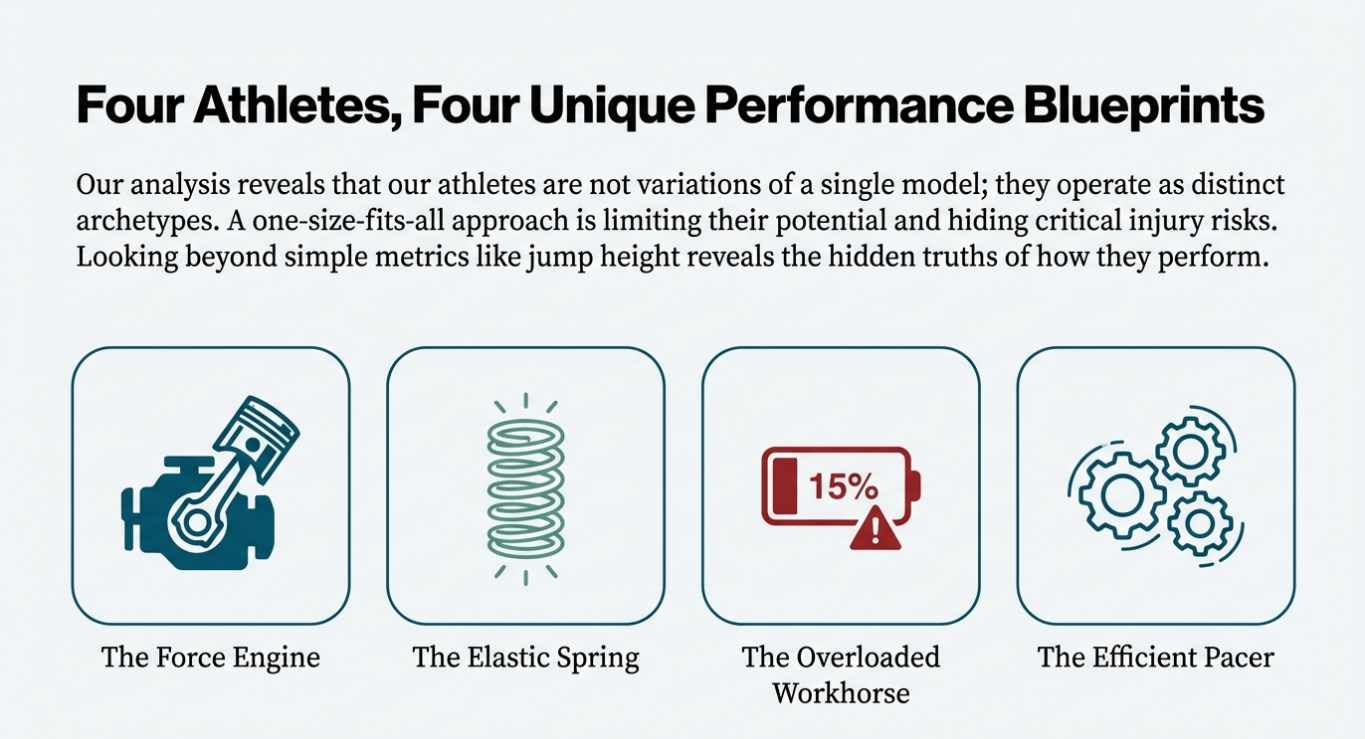 Four Athletes, Four Unique Performance Blueprints
Our analysis reveals that our athletes are not variations of a single model; they operate as distinct
archetypes. A one-size-fits-all approach is limiting their potential and hiding critical injury risks.
Looking beyond simple metrics like jump height reveals the hidden truths of how they perform.
15%
!
The Force Engine
The Elastic Spring
The Overloaded
Workhorse
The Efficient Pacer